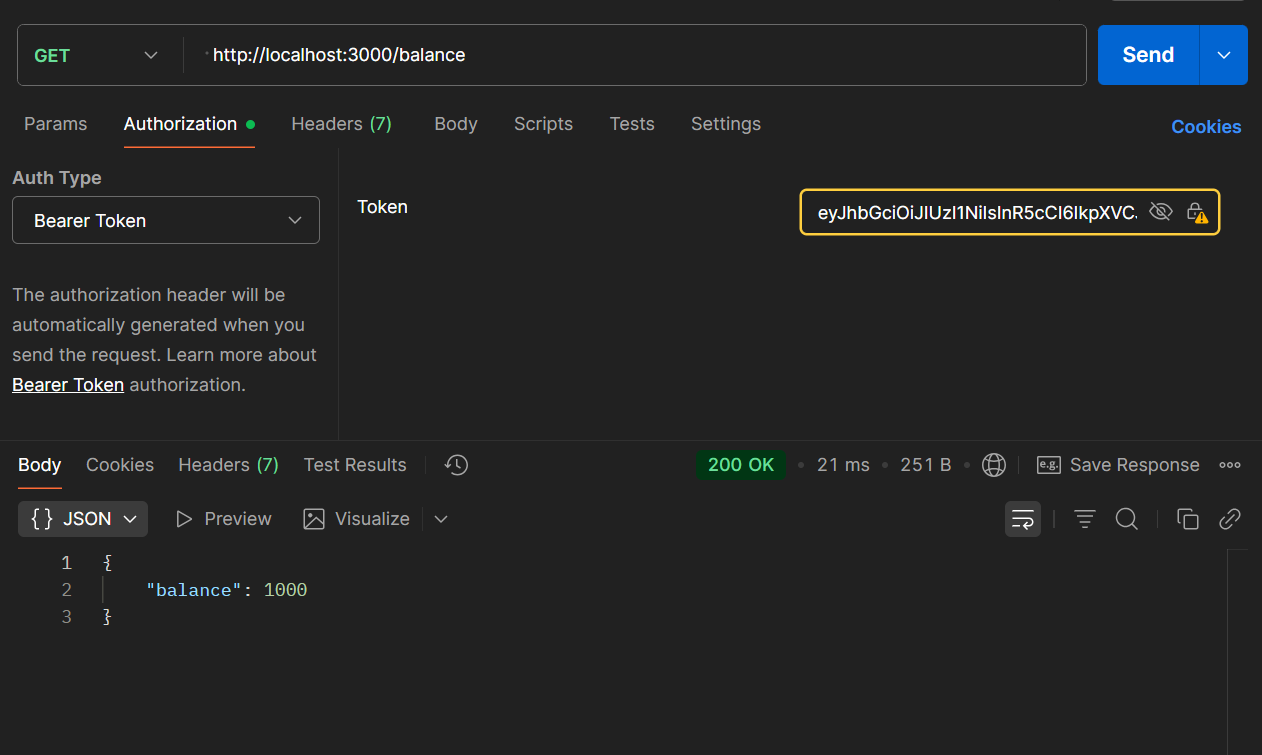 GET http://localhost:3000/balance Send
Params Authorization Headers (7) Body Scripts Tests Settings Cookies
Auth Type
Bearer Token
Token
eyJhbGciOiJIUzI1NiIsInR5cCI6IkpXVCJ
The authorization header will be
automatically generated when you
send the request. Learn more about
Bearer Token authorization.
Body Cookies Headers (7) Test Results 200 OK • 21 ms • 251 B • e.g. Save Response
{} JSON Preview Visualize
1 {
2 "balance": 1000
3 }